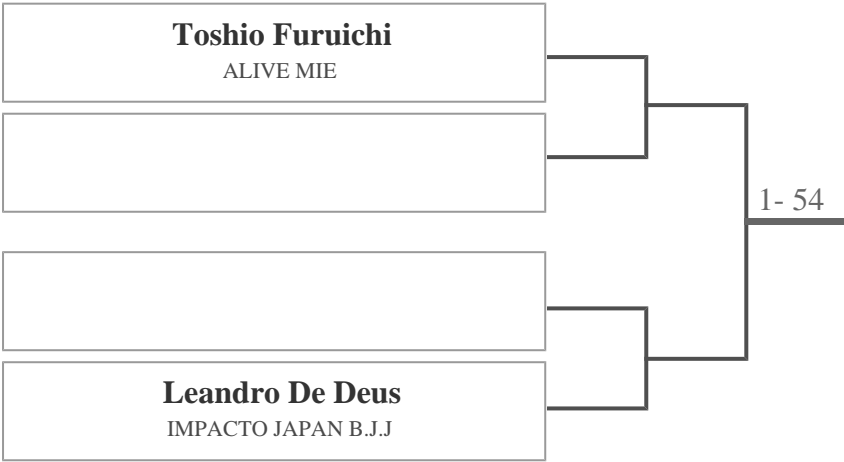 Toshio Furuichi
ALIVE MIE
1- 54
Leandro De Deus
IMPACTO JAPAN B.J.J